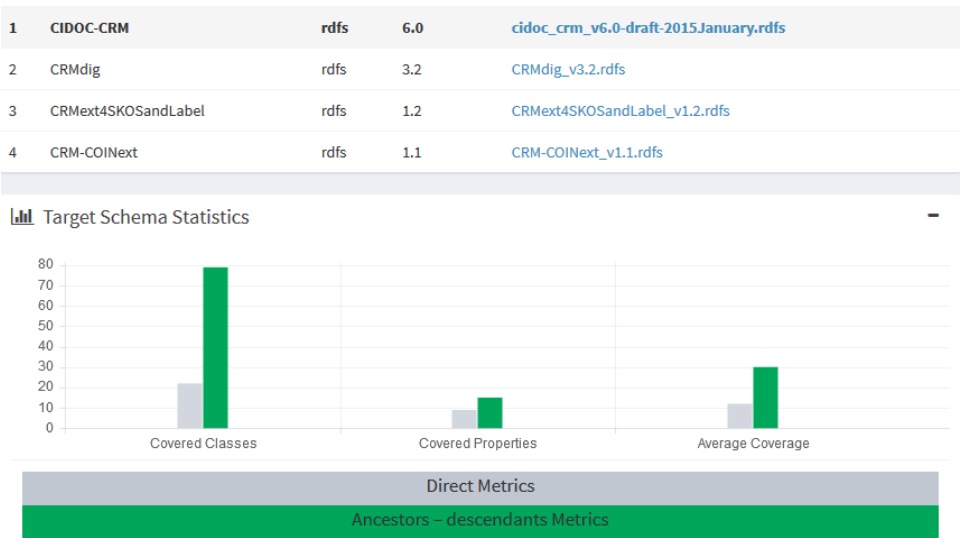 1 CIDOC-CRM rdfs 6.0 cidoc_crm_v6.0-draft-2015January.rdfs
2 CRMdig rdfs 3.2 CRMdig_v3.2.rdfs
3 CRMext4SKOSandLabel rdfs 1.2 CRMext4SKOSandLabel_v1.2.rdfs
4 CRM-COINext rdfs 1.1 CRM-COINext_v1.1.rdfs
Target Schema Statistics
80
70
60
50
40
30
20
10
0
Covered Classes Covered Properties Average Coverage
Direct Metrics
Ancestors – descendants Metrics